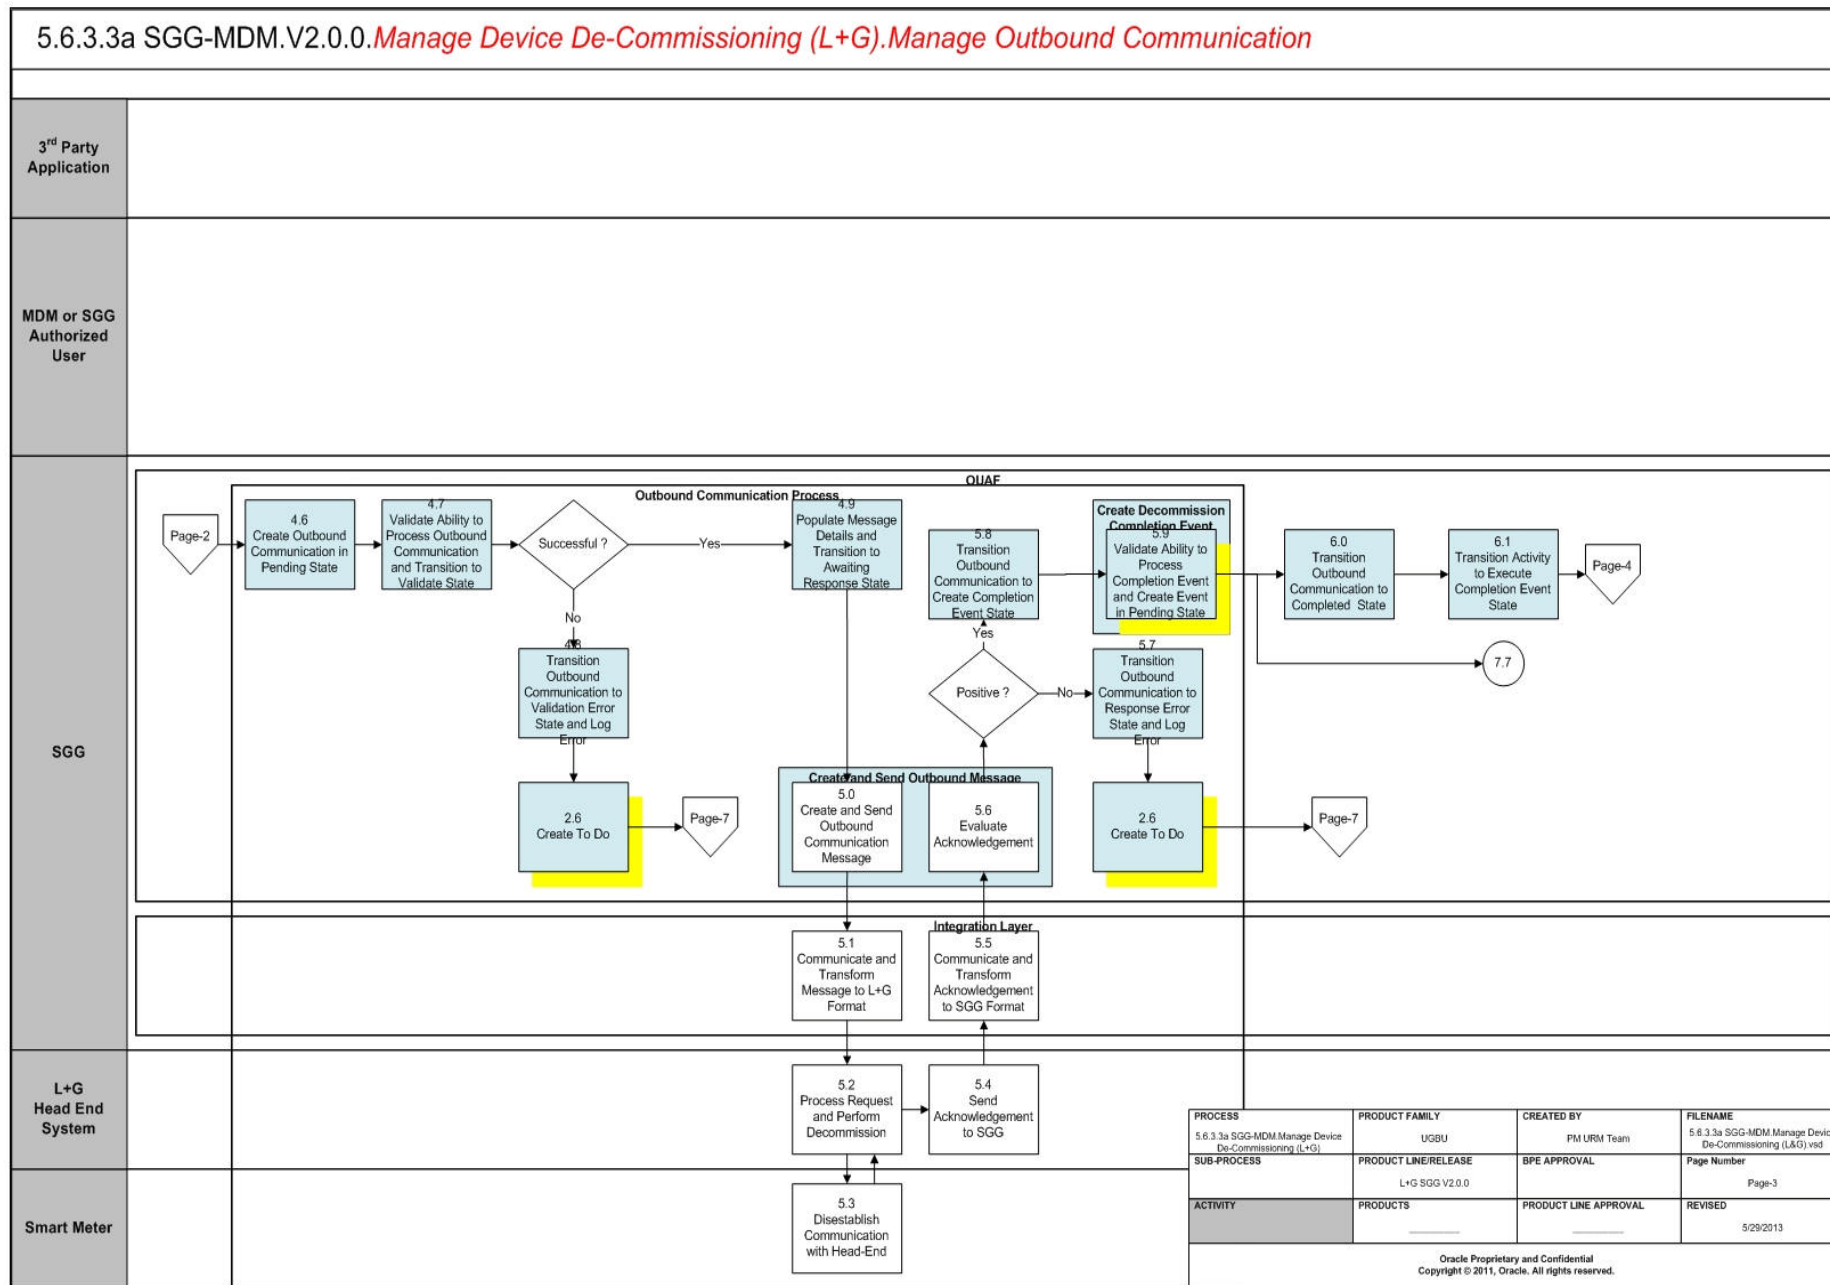 5.6.3.3a SGG-MDM.V2.0.0.Manage Device De-Commissioning (L+G).Manage Outbound Communication
3rd Party
Application
MDM or SGG
Authorized
User
SGG
OUAF
Outbound Communication Process
Page-2
4.6
Create Outbound
Communication in
Pending State
4.7
Validate Ability to
Process Outbound
Communication
and Transition to
Validate State
Successful ?
Yes
No
4.8
Transition
Outbound
Communication to
Validation Error
State and Log
Error
2.6
Create To Do
Page-7
4.9
Populate Message
Details and
Transition to
Awaiting
Response State
5.8
Transition
Outbound
Communication to
Create Completion
Event State
Yes
Positive ?
No
Create Decommission
Completion Event
5.9
Validate Ability to
Process
Completion Event
and Create Event
in Pending State
5.7
Transition
Outbound
Communication to
Response Error
State and Log
Error
2.6
Create To Do
Page-7
6.0
Transition
Outbound
Communication to
Completed State
6.1
Transition Activity
to Execute
Completion Event
State
Page-4
7.7
Create and Send Outbound Message
5.0
Create and Send
Outbound
Communication
Message
5.6
Evaluate
Acknowledgement
Integration Layer
5.1
Communicate and
Transform
Message to L+G
Format
5.5
Communicate and
Transform
Acknowledgement
to SGG Format
L+G
Head End
System
5.2
Process Request
and Perform
Decommission
5.4
Send
Acknowledgement
to SGG
Smart Meter
5.3
Disestablish
Communication
with Head-End
PROCESS
5.6.3.3a SGG-MDM.Manage Device
De-Commissioning (L+G)
PRODUCT FAMILY
UGBU
CREATED BY
PM URM Team
FILENAME
5.6.3.3a SGG-MDM.Manage Devic
De-Commissioning (L&G).vsd
SUB-PROCESS
PRODUCT LINE/RELEASE
L+G SGG V2.0.0
BPE APPROVAL
Page Number
Page-3
ACTIVITY
PRODUCTS
PRODUCT LINE APPROVAL
REVISED
5/29/2013
Oracle Proprietary and Confidential
Copyright © 2011, Oracle. All rights reserved.